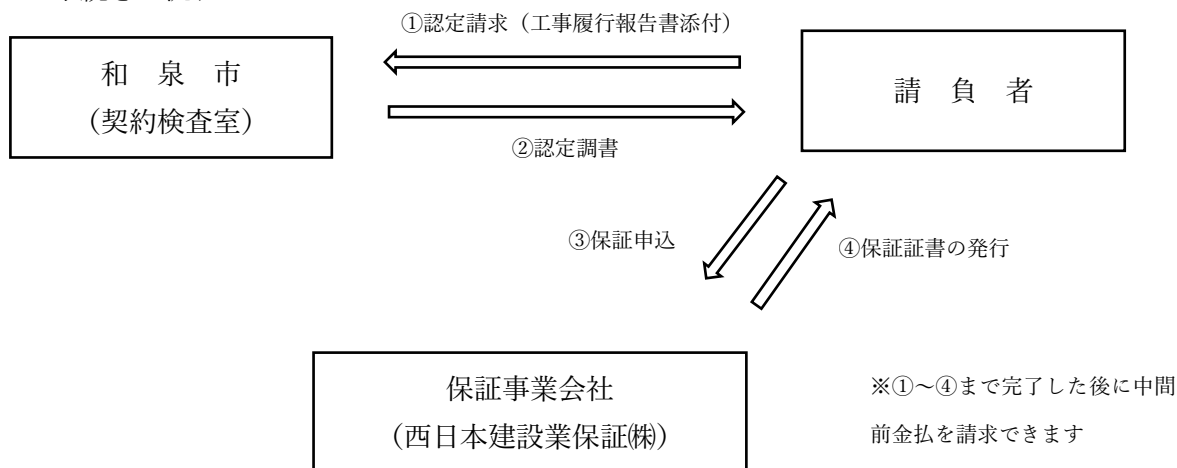 ①認定請求（工事履行報告書添付）
和　泉　市
（契約検査室）
請　負　者
②認定調書
③保証申込
④保証証書の発行
保証事業会社
（西日本建設業保証㈱）
※①～④まで完了した後に中間
前金払を請求できます